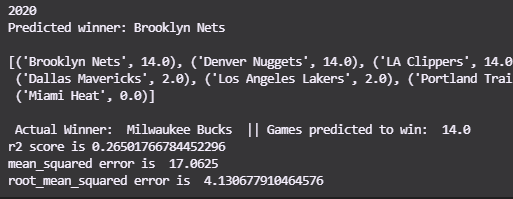 2020
Predicted winner: Brooklyn Nets
[('Brooklyn Nets', 14.0), ('Denver Nuggets', 14.0), ('LA Clippers', 14.0
('Dallas Mavericks', 2.0), ('Los Angeles Lakers', 2.0), ('Portland Trai
('Miami Heat', 0.0)]
Actual Winner:  Milwaukee Bucks  || Games predicted to win:  14.0
r2 score is 0.26501766784452296
mean_squared error is  17.0625
root_mean_squared error is  4.130677910464576